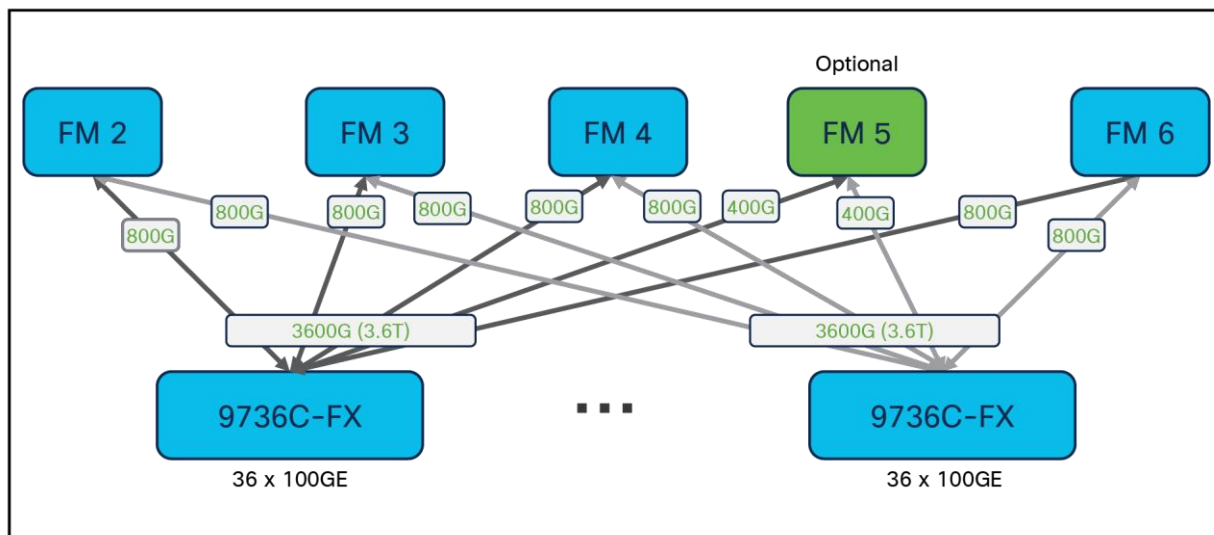 Optional
FM 2
FM 3
FM 4
FM 5
FM 6
800G
800G
800G
800G
800G
800G
400G
400G
800G
800G
3600G (3.6T)
3600G (3.6T)
9736C-FX
...
9736C-FX
36 x 100GE
36 x 100GE